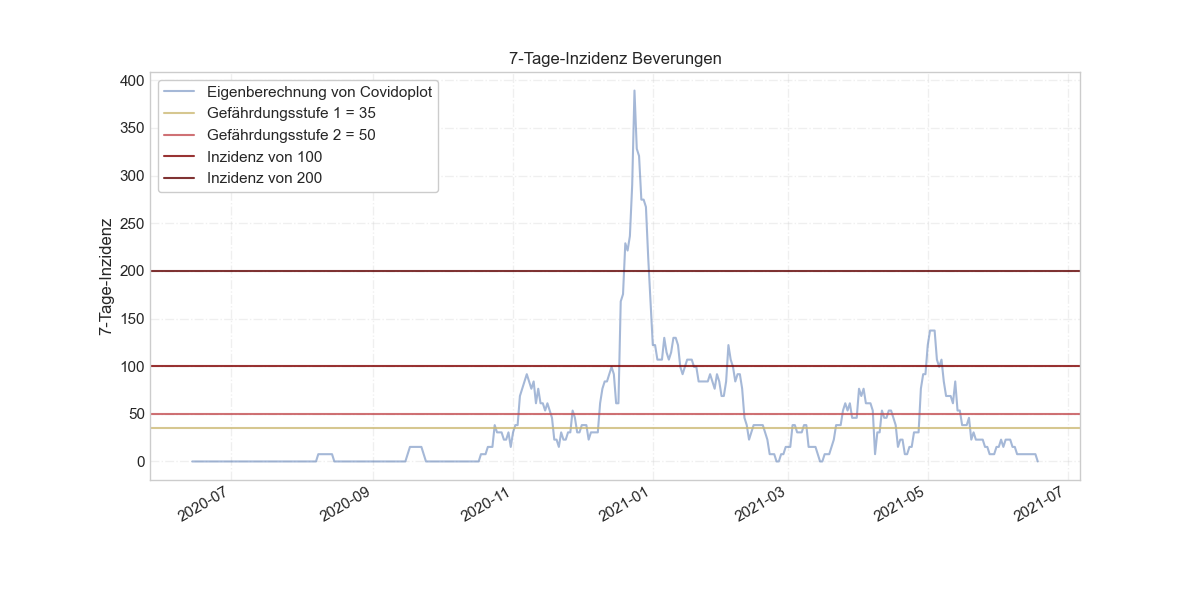 7-Tage-Inzidenz Beverungen
Eigenberechnung von Covidoplot
Gefährdungsstufe 1 = 35
Gefährdungsstufe 2 = 50
Inzidenz von 100
Inzidenz von 200
7-Tage-Inzidenz
400
350
300
250
200
150
100
50
0
2020-07
2020-09
2020-11
2021-01
2021-03
2021-05
2021-07